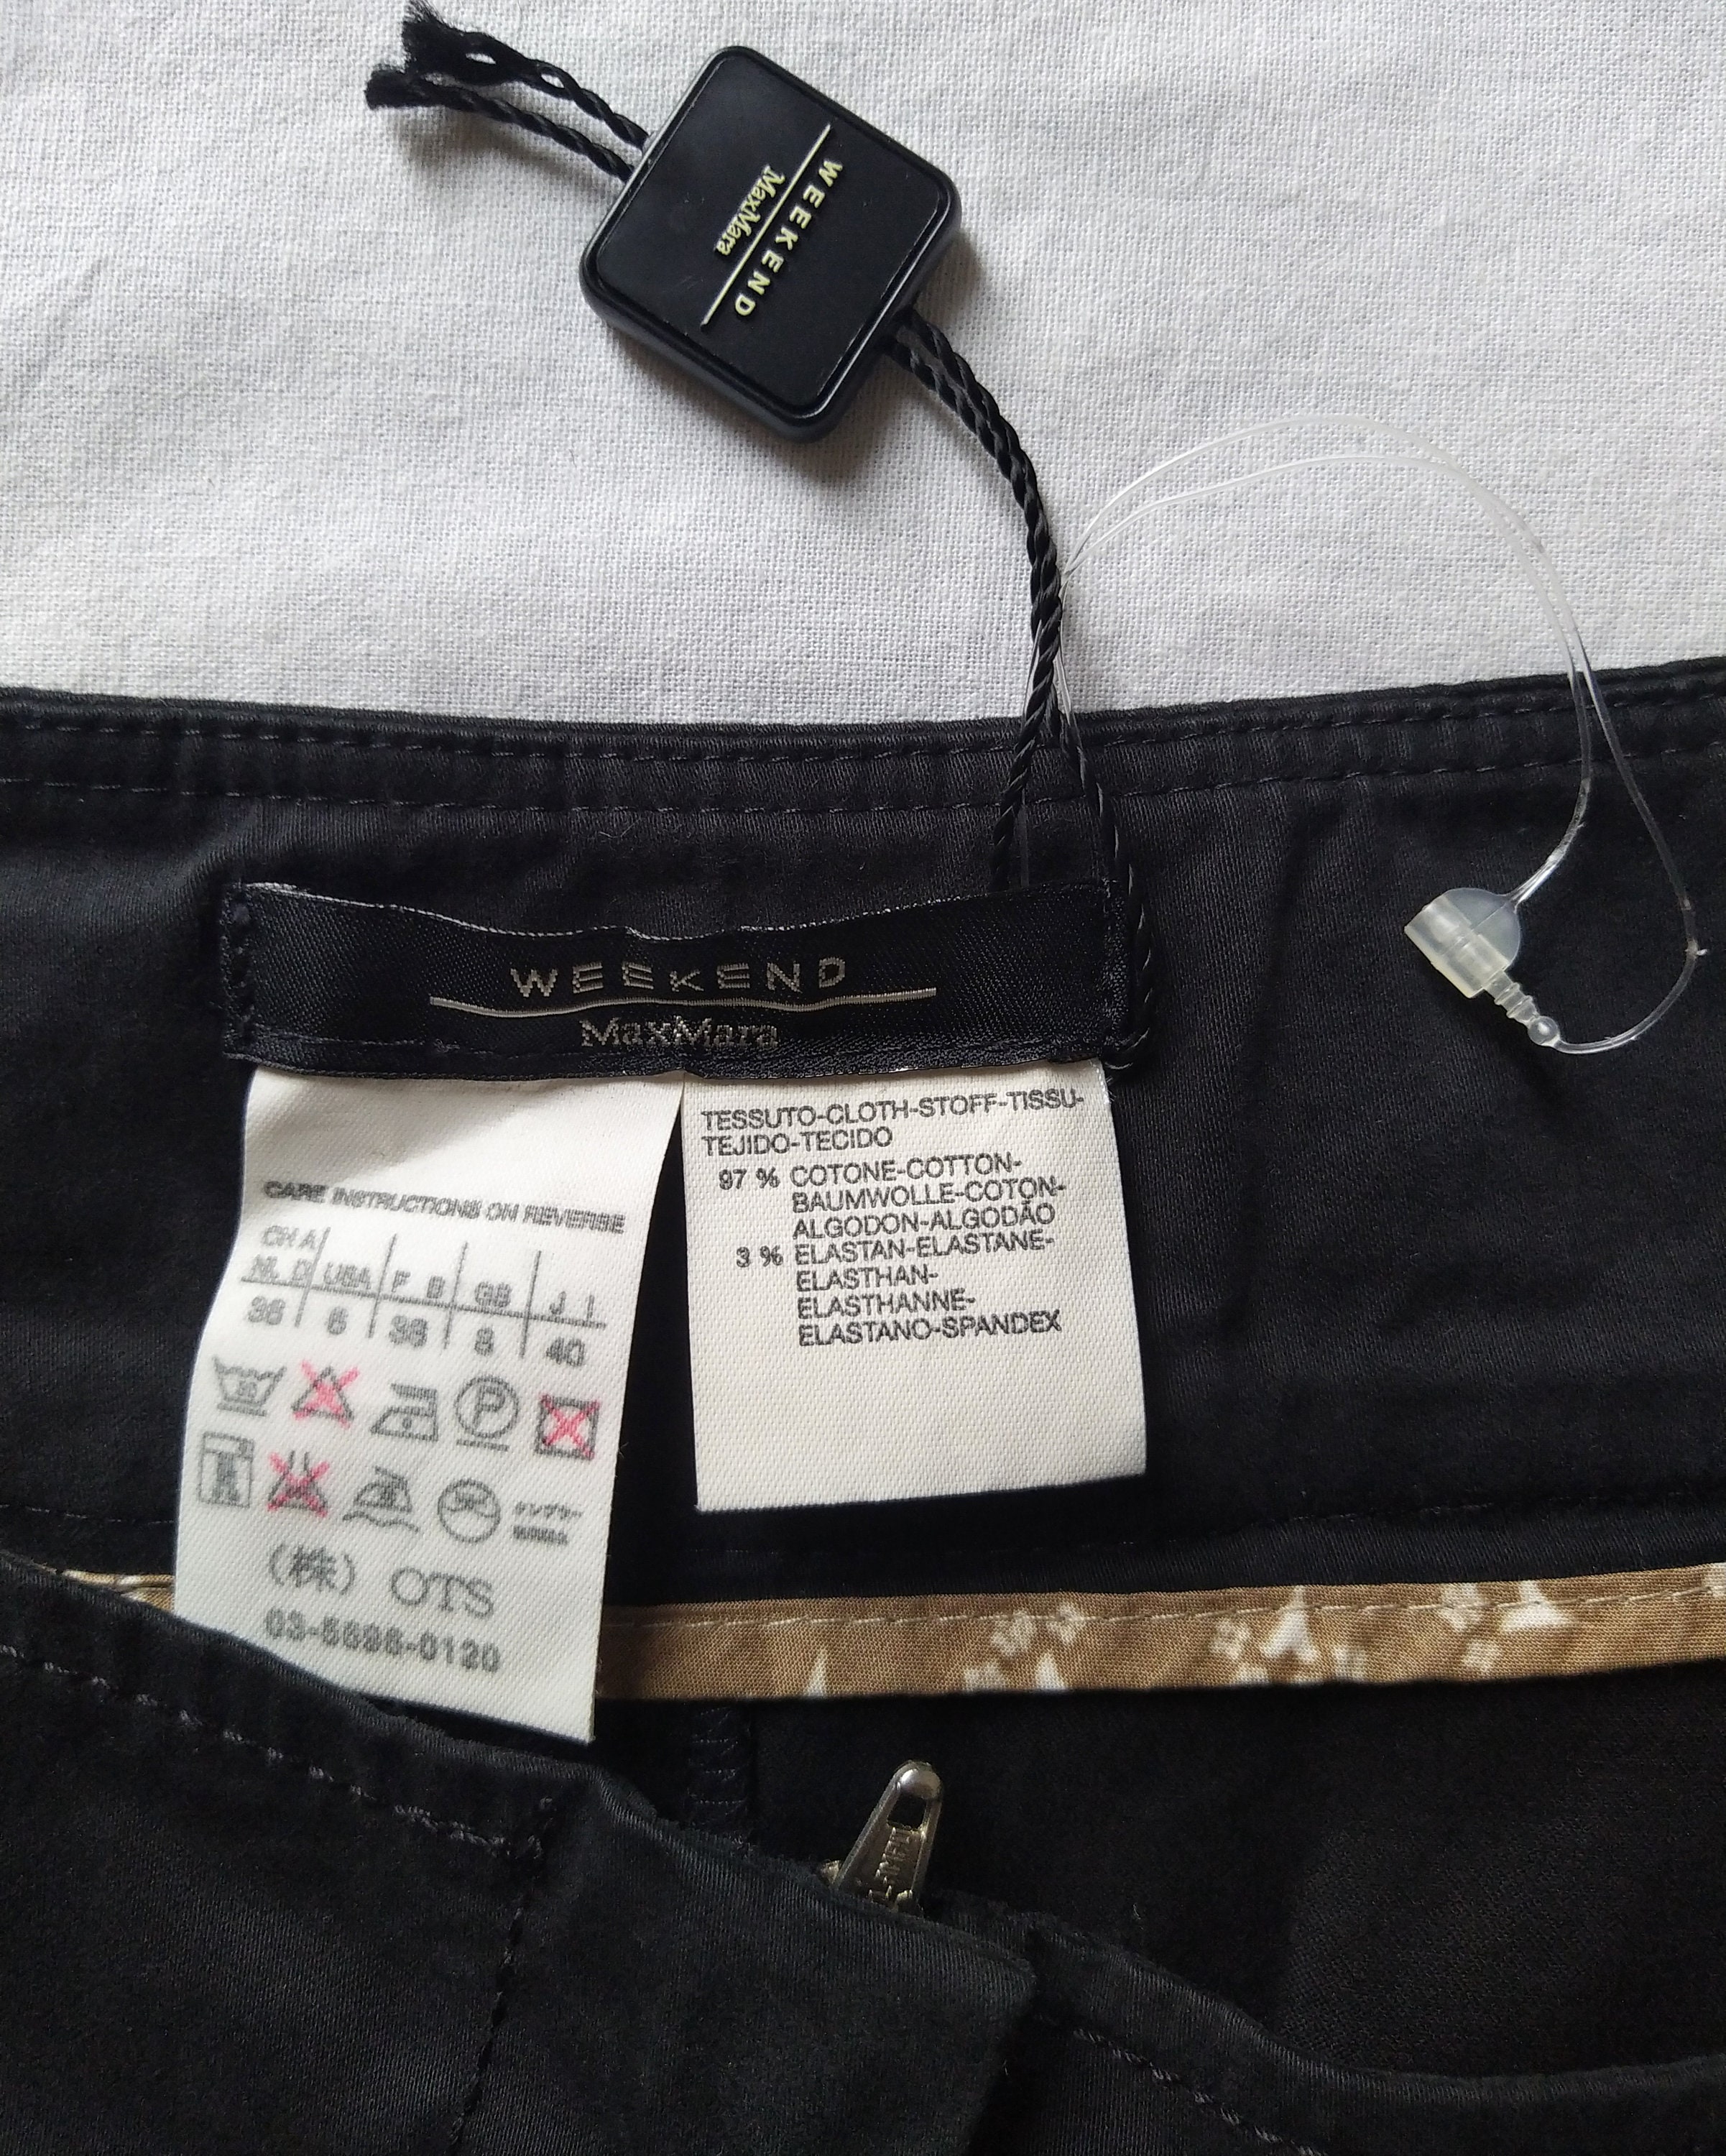 WEEKEND
MaxMara
WEEKEND
MaxMara
CARE INSTRUCTIONS ON REVERSE
CH A
NL D USA F B GB J I
36 6 38 8 40
P
(株) OTS
03-5696-0120
TESSUTO-CLOTH-STOFF-TISSU-
TEJIDO-TECIDO
97 % COTONE-COTTON-
BAUMWOLLE-COTON-
ALGODON-ALGODÃO
3 % ELASTAN-ELASTANE-
ELASTHAN-
ELASTHANNE-
ELASTANO-SPANDEX